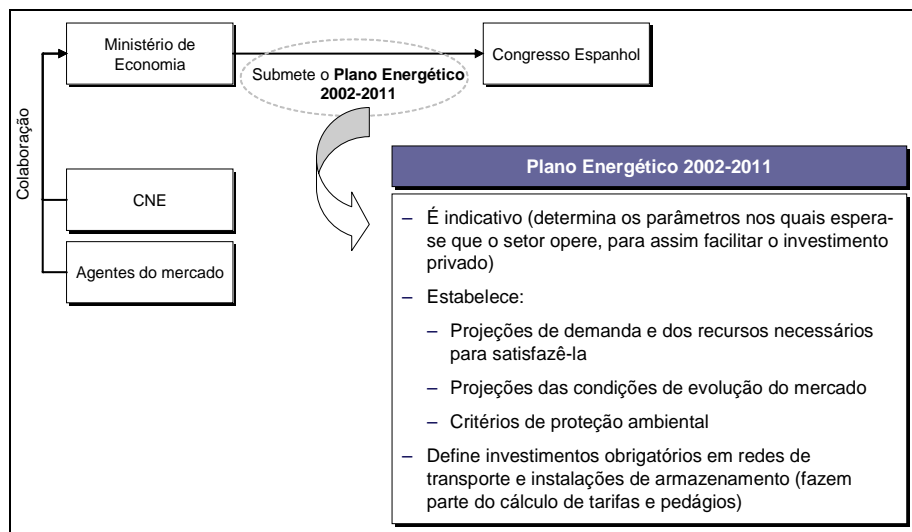 Ministério de
Economia
Congresso Espanhol
Submete o Plano Energético
2002-2011
Colaboração
CNE
Agentes do mercado
Plano Energético 2002-2011
– É indicativo (determina os parâmetros nos quais espera-
se que o setor opere, para assim facilitar o investimento
privado)
– Estabelece:
– Projeções de demanda e dos recursos necessários
para satisfazê-la
– Projeções das condições de evolução do mercado
– Critérios de proteção ambiental
– Define investimentos obrigatórios em redes de
transporte e instalações de armazenamento (fazem
parte do cálculo de tarifas e pedágios)